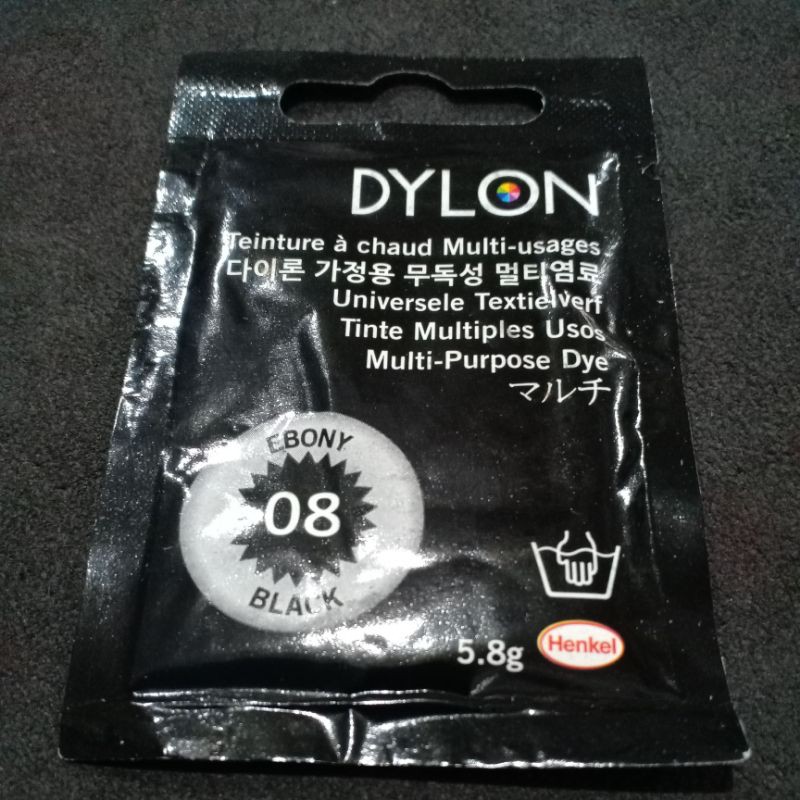 DYLON
Teinture à chaud Multi-usages
다이론 가정용 무독성 멀티염료
Universele Textielverf
Tinte Multiples Usos
Multi-Purpose Dye
マルチ
EBONY
08
BLACK
5.8g
Henkel